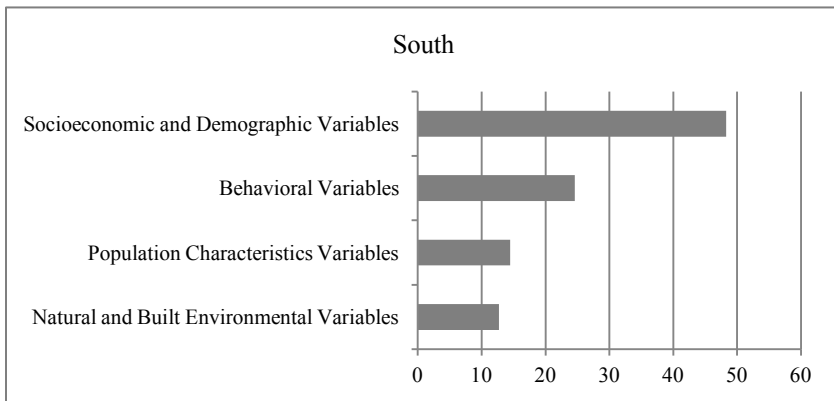 South
Socioeconomic and Demographic Variables
Behavioral Variables
Population Characteristics Variables
Natural and Built Environmental Variables
0 10 20 30 40 50 60